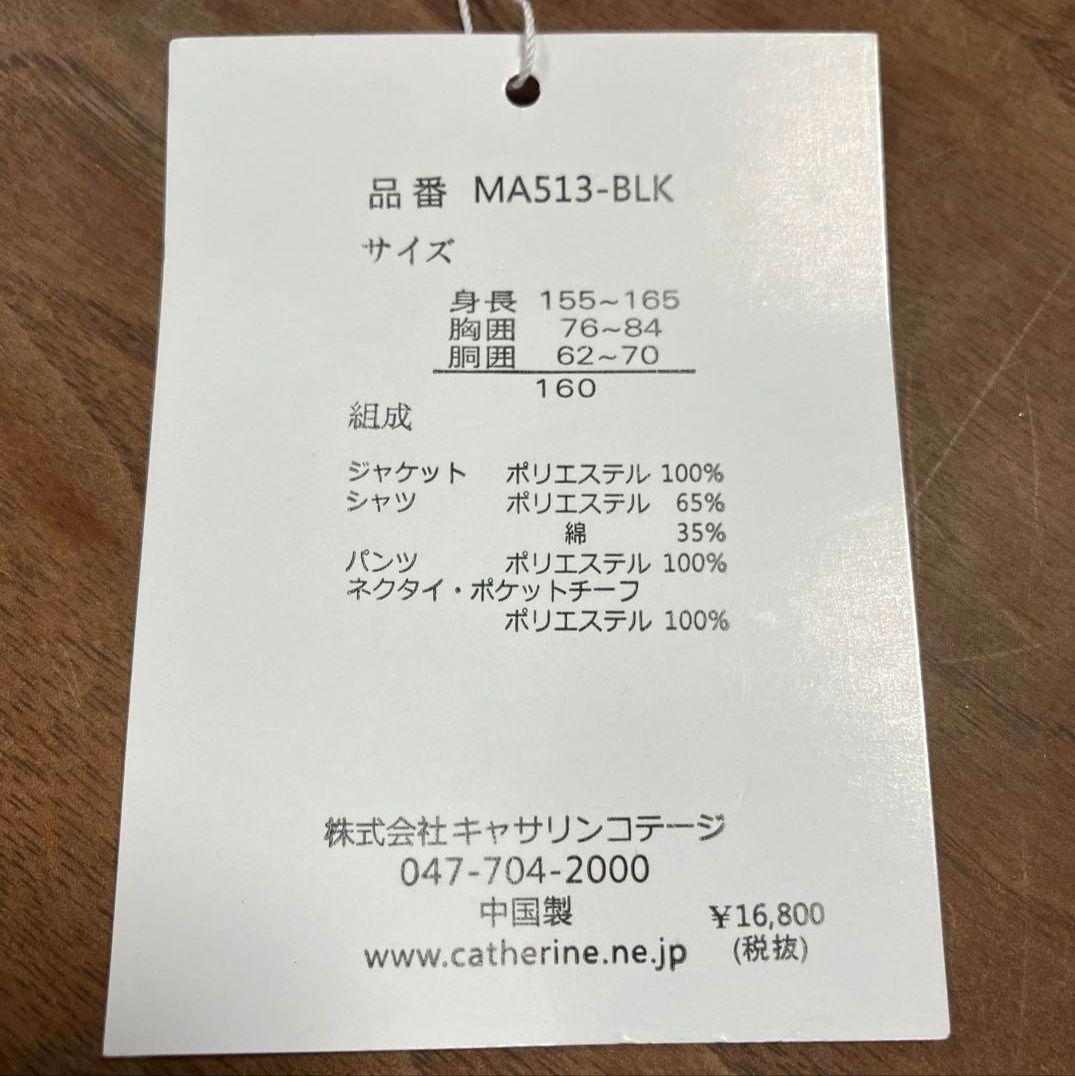 品番 MA513-BLK
サイズ
身長 155~165
胸囲 76~84
胴囲 62~70
160
組成
ジャケット ポリエステル 100%
シャツ ポリエステル 65%
綿 35%
パンツ ポリエステル 100%
ネクタイ・ポケットチーフ
ポリエステル 100%
株式会社キャサリンコテージ
047-704-2000
中国製 ¥16,800
www.catherine.ne.jp (税抜)